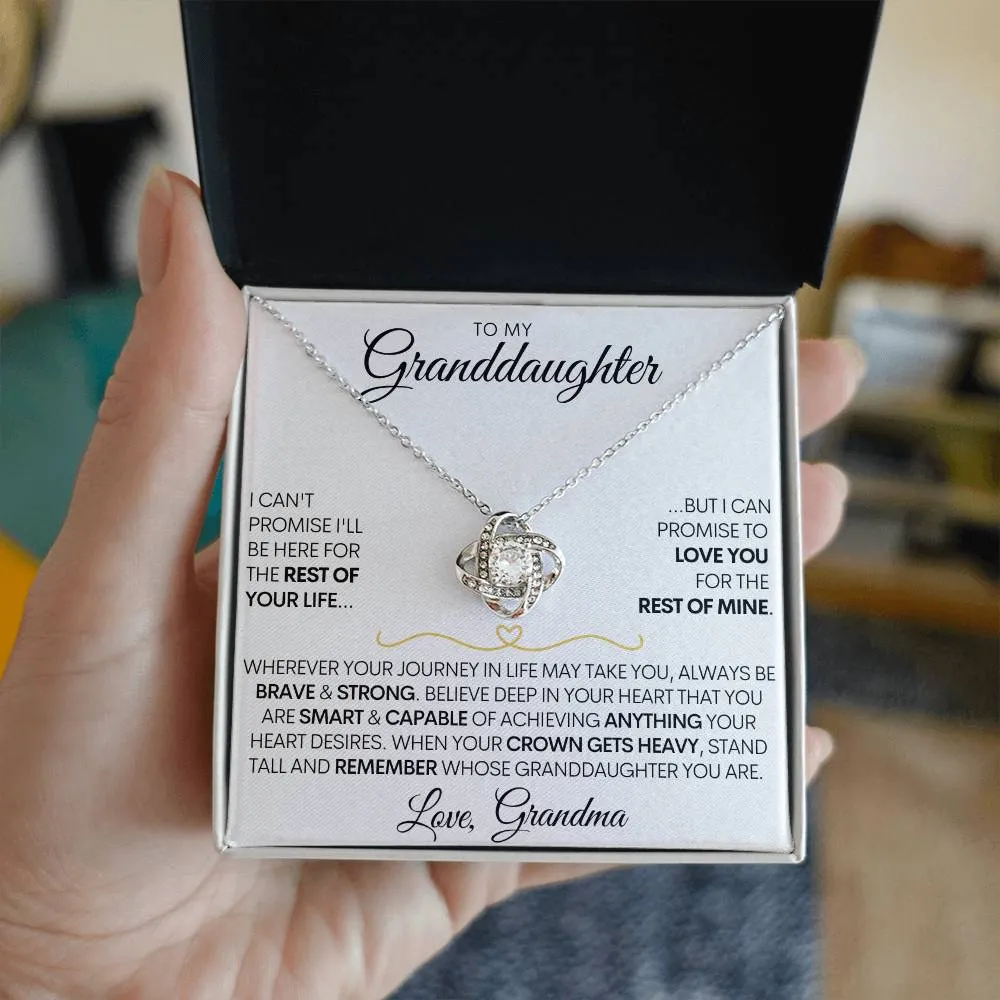 TO MY
Granddaughter
I CAN'T
PROMISE I'LL
BE HERE FOR
THE REST OF
YOUR LIFE...
...BUT I CAN
PROMISE TO
LOVE YOU
FOR THE
REST OF MINE.
WHEREVER YOUR JOURNEY IN LIFE MAY TAKE YOU, ALWAYS BE
BRAVE & STRONG. BELIEVE DEEP IN YOUR HEART THAT YOU
ARE SMART & CAPABLE OF ACHIEVING ANYTHING YOUR
HEART DESIRES. WHEN YOUR CROWN GETS HEAVY, STAND
TALL AND REMEMBER WHOSE GRANDDAUGHTER YOU ARE.
Love, Grandma